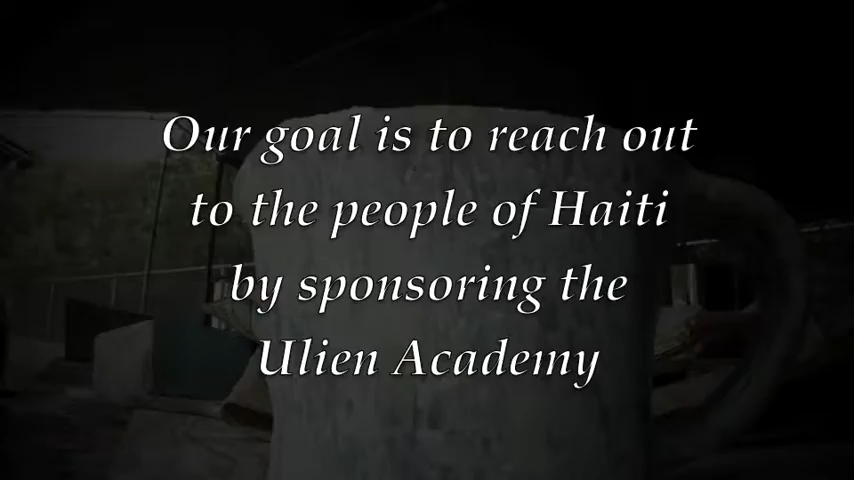 Our goal is to reach out
to the people of Haiti
by sponsoring the
Ulien Academy